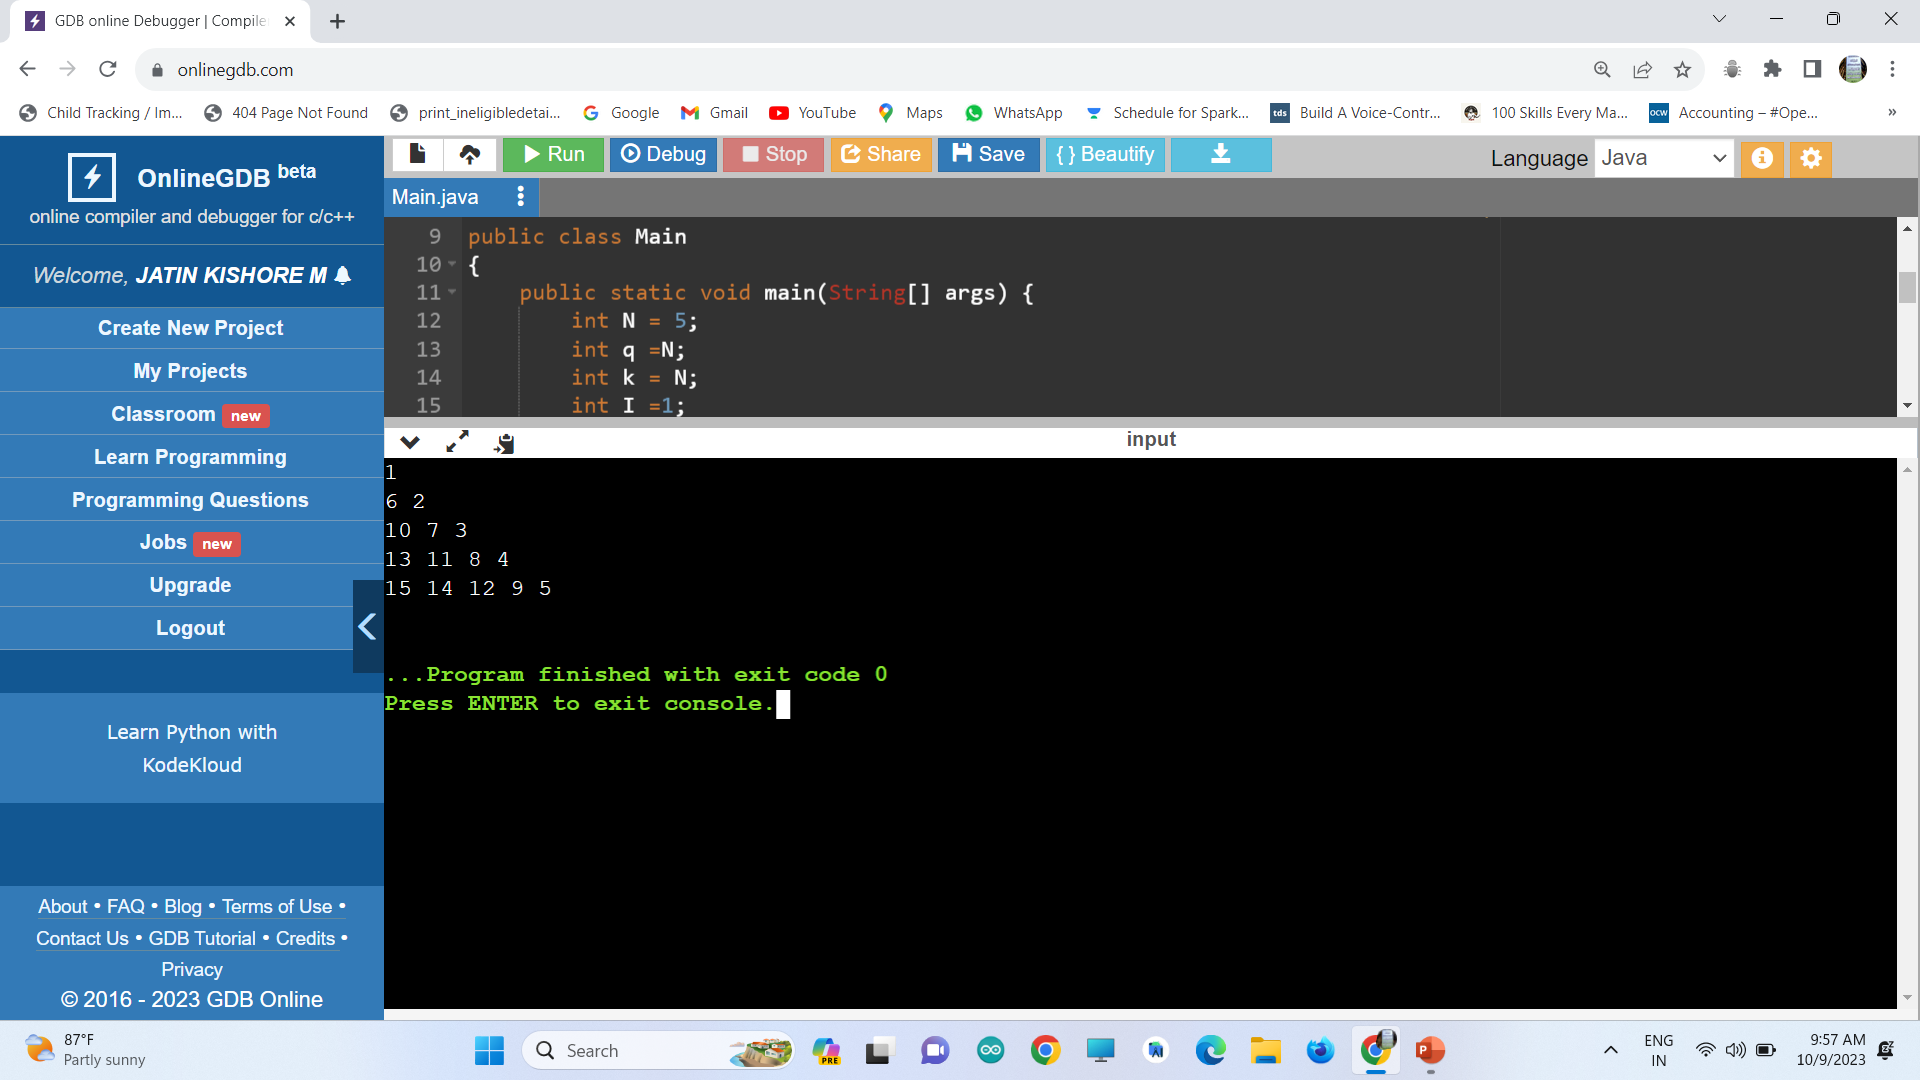 GDB online Debugger | Compile
onlinegdb.com
Child Tracking / Im...
404 Page Not Found
print_ineligibledetai...
Google
Gmail
YouTube
Maps
WhatsApp
Schedule for Spark...
tds
Build A Voice-Contr...
100 Skills Every Ma...
OCW
Accounting – #Ope...
»
OnlineGDB beta
online compiler and debugger for c/c++
Welcome, JATIN KISHORE M
Create New Project
My Projects
Classroom new
Learn Programming
Programming Questions
Jobs new
Upgrade
Logout
Learn Python with
KodeKloud
About • FAQ • Blog • Terms of Use •
Contact Us • GDB Tutorial • Credits •
Privacy
© 2016 - 2023 GDB Online
Run
Debug
Stop
Share
Save
{ } Beautify
Language
Java
Main.java
9 public class Main
10 {
11 public static void main(String[] args) {
12 int N = 5;
13 int q =N;
14 int k = N;
15 int I =1;
input
1
6 2
10 7 3
13 11 8 4
15 14 12 9 5
...Program finished with exit code 0
Press ENTER to exit console.
87°F
Partly sunny
Search
PRE
ENG
IN
9:57 AM
10/9/2023